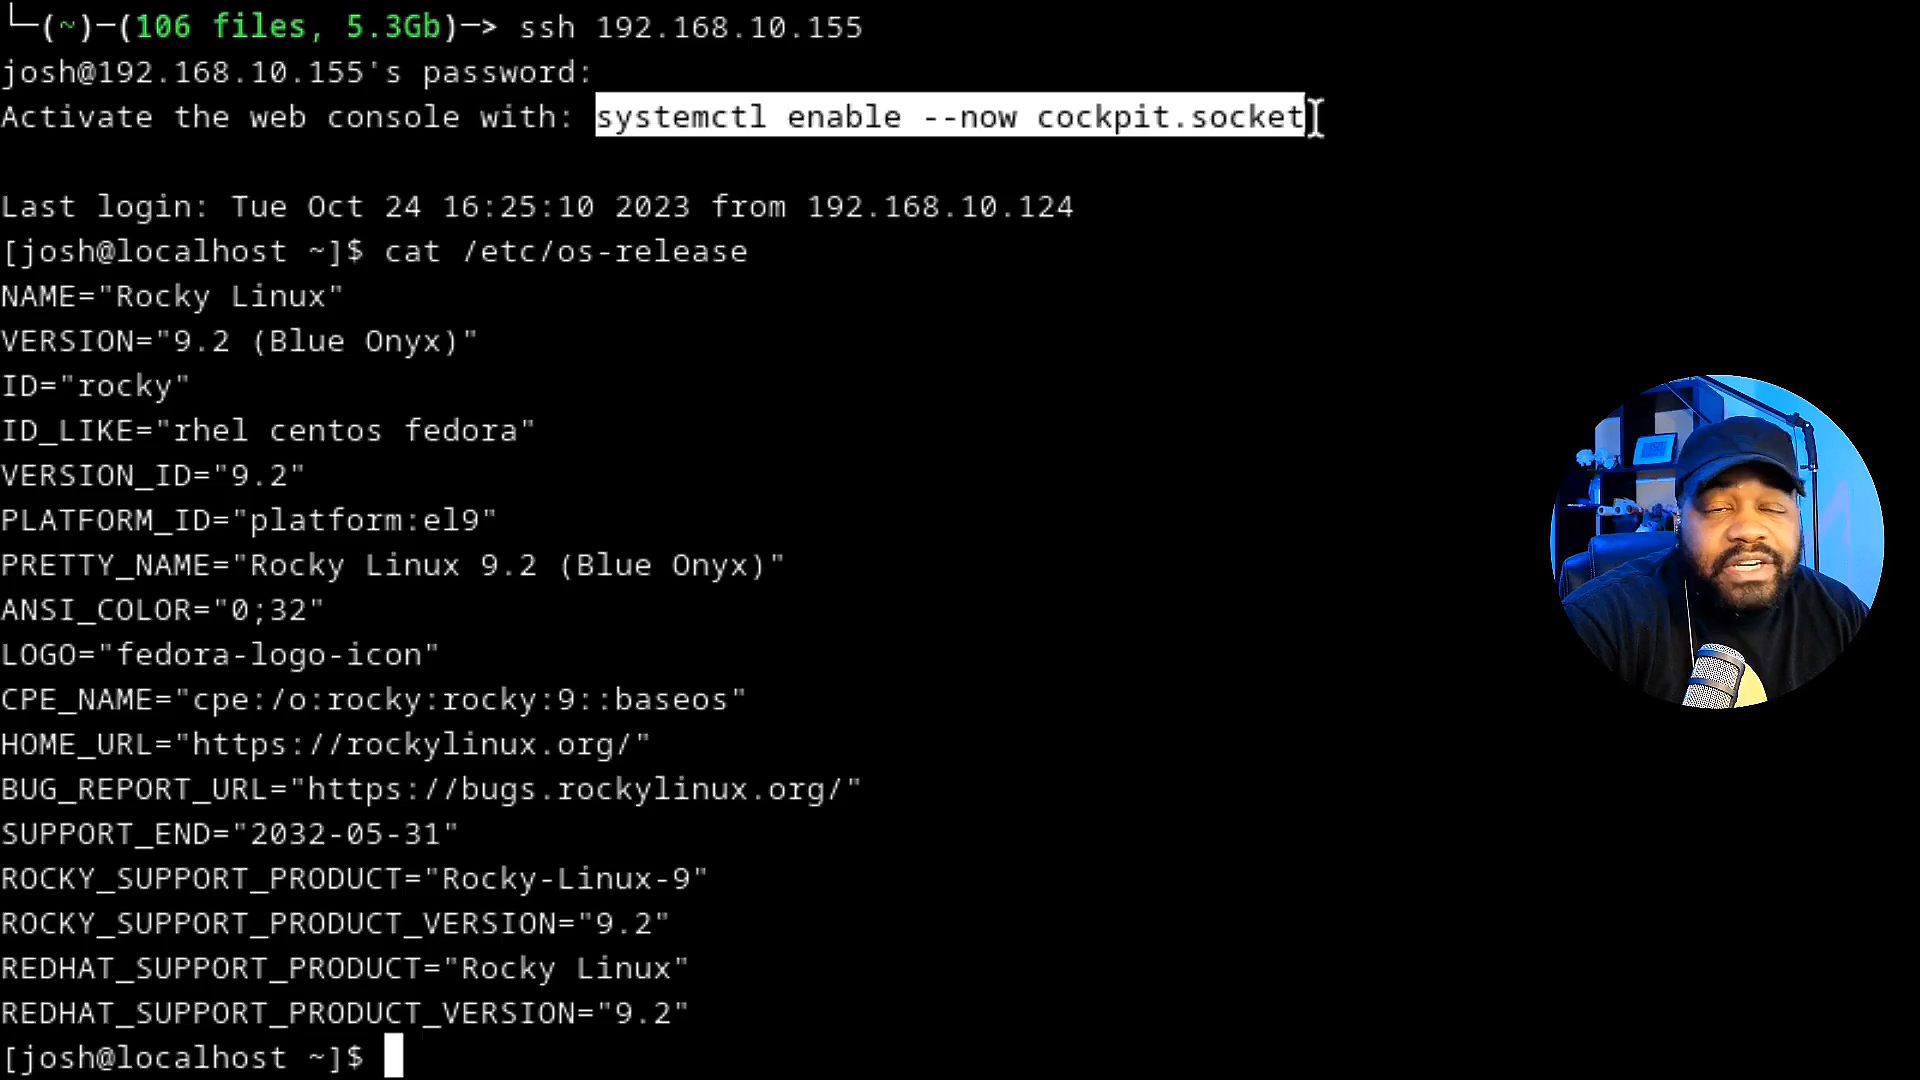 └─(~)─(106 files, 5.3Gb)─> ssh 192.168.10.155
josh@192.168.10.155's password:
Activate the web console with: systemctl enable --now cockpit.socket
Last login: Tue Oct 24 16:25:10 2023 from 192.168.10.124
[josh@localhost ~]$ cat /etc/os-release
NAME="Rocky Linux"
VERSION="9.2 (Blue Onyx)"
ID="rocky"
ID_LIKE="rhel centos fedora"
VERSION_ID="9.2"
PLATFORM_ID="platform:el9"
PRETTY_NAME="Rocky Linux 9.2 (Blue Onyx)"
ANSI_COLOR="0;32"
LOGO="fedora-logo-icon"
CPE_NAME="cpe:/o:rocky:rocky:9::baseos"
HOME_URL="https://rockylinux.org/"
BUG_REPORT_URL="https://bugs.rockylinux.org/"
SUPPORT_END="2032-05-31"
ROCKY_SUPPORT_PRODUCT="Rocky-Linux-9"
ROCKY_SUPPORT_PRODUCT_VERSION="9.2"
REDHAT_SUPPORT_PRODUCT="Rocky Linux"
REDHAT_SUPPORT_PRODUCT_VERSION="9.2"
[josh@localhost ~]$